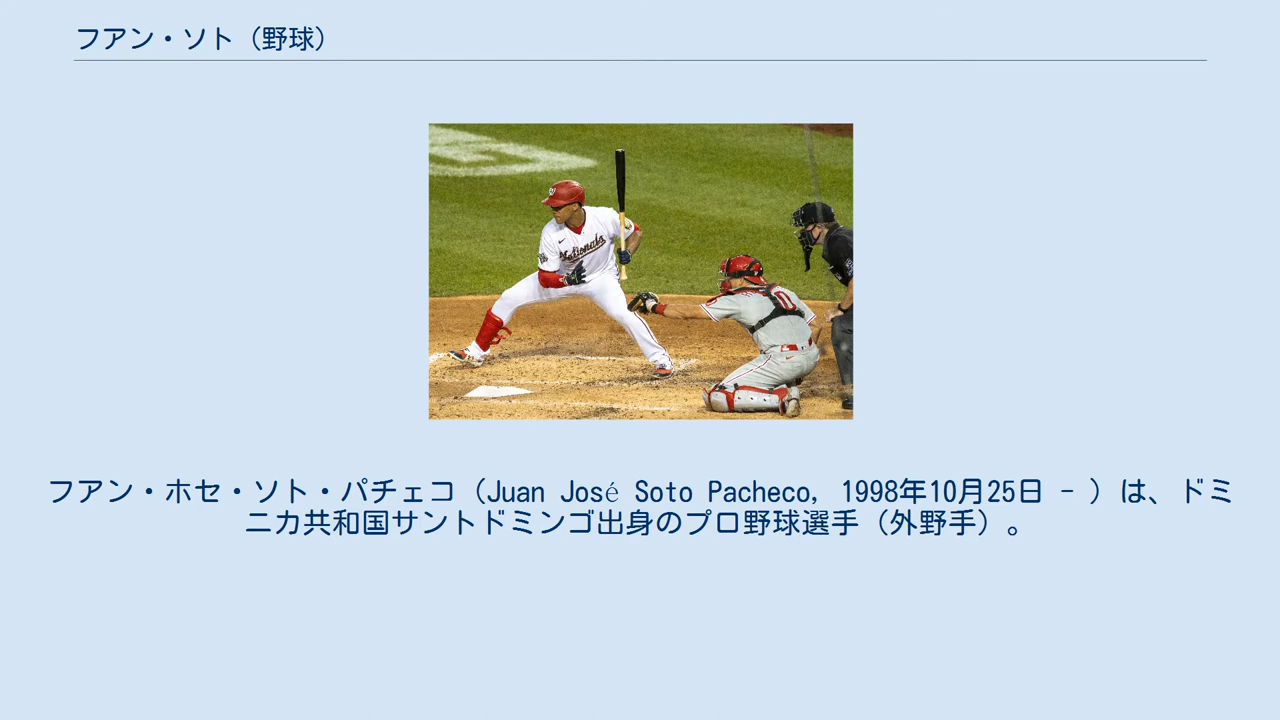 フアン・ソト（野球）
Nationals
0
フアン・ホセ・ソト・パチェコ（Juan José Soto Pacheco, 1998年10月25日 - ）は、ドミ
ニカ共和国サントドミンゴ出身のプロ野球選手（外野手）。